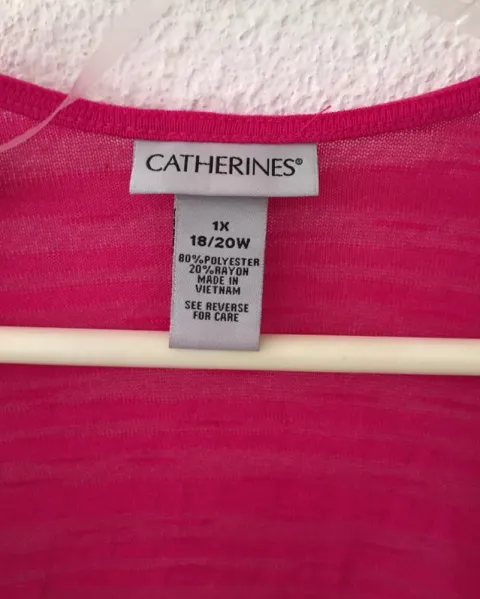 CATHERINES®
1X
18/20W
80%POLYESTER
20%RAYON
MADE IN
VIETNAM
SEE REVERSE
FOR CARE